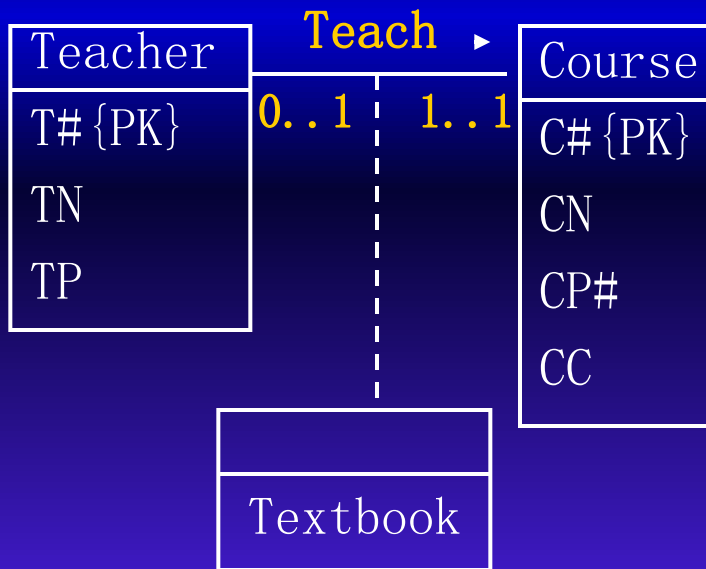 Teach ►
Teacher
T# {PK}
TN
TP
0..1
1..1
Course
C# {PK}
CN
CP#
CC
Textbook